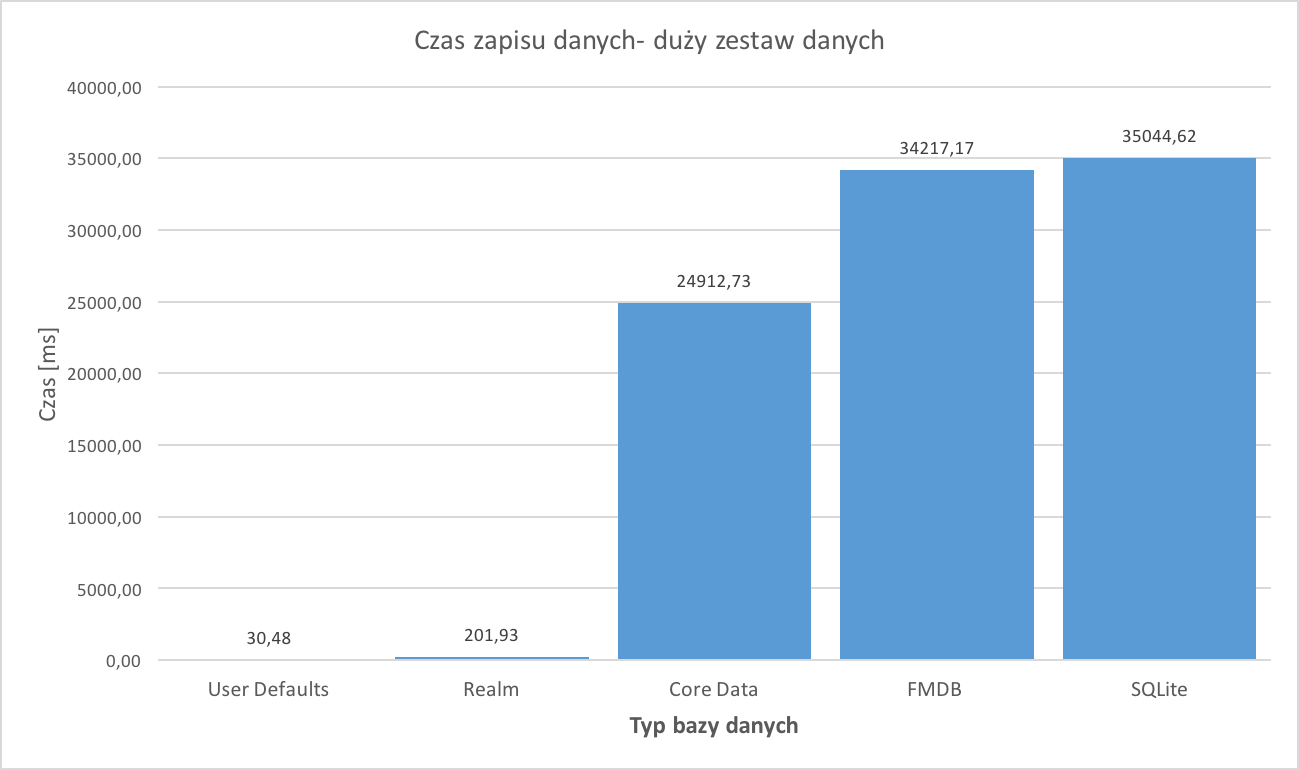 Czas zapisu danych- duży zestaw danych
40000,00
35000,00
30000,00
25000,00
20000,00
15000,00
10000,00
5000,00
0,00
Czas [ms]
30,48
201,93
24912,73
34217,17
35044,62
User Defaults
Realm
Core Data
FMDB
SQLite
Typ bazy danych